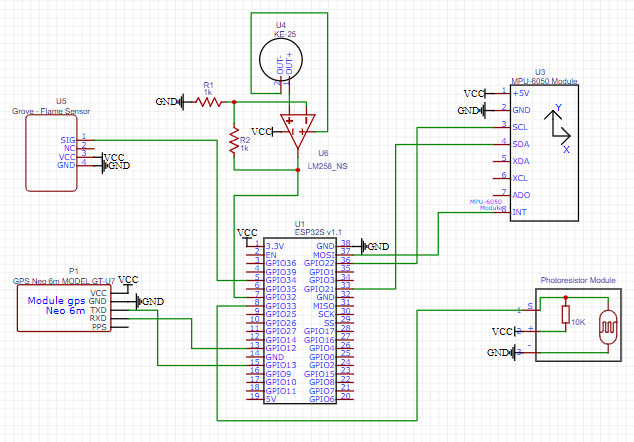 U4
KE-25
OUT-
OUT+
2
1
R1
1k
GND
VCC
R2
1k
U6
LM258_NS
U5
Grove - Flame Sensor
SIG 1
NC 2
VCC 3 VCC
GND 4 GND
U3
MPU-6050 Module
VCC 1 +5V
GND 2 GND
3 SCL
4 SDA
5 XDA
6 XCL
7 ADO
8 INT
Y
X
MPU-6050
Module
P1
GPS Neo 6m MODEL GT-U7
VCC VCC
GND GND
TXD
RXD
PPS
Module gps
Neo 6m
U1
ESP32S v1.1
VCC
1 3.3V GND 38 GND
2 EN MOSI 37
3 GPIO36 GPIO22 36
4 GPIO39 GPIO1 35
5 GPIO34 GPIO3 34
6 GPIO35 GPIO21 33
7 GPIO32 GND 32
8 GPIO33 MISO 31
9 GPIO25 SCK 30
10 GPIO26 SS 29
11 GPIO27 GPIO17 28
12 GPIO14 GPIO16 27
13 GPIO12 GPIO4 26
14 GND GPIO0 25
15 GPIO13 GPIO2 24
16 GPIO9 GPIO15 23
17 GPIO10 GPIO8 22
18 GPIO11 GPIO7 21
19 5V GPIO6 20
Photoresistor Module
1 S
VCC 2 +
GND 3 -
10K